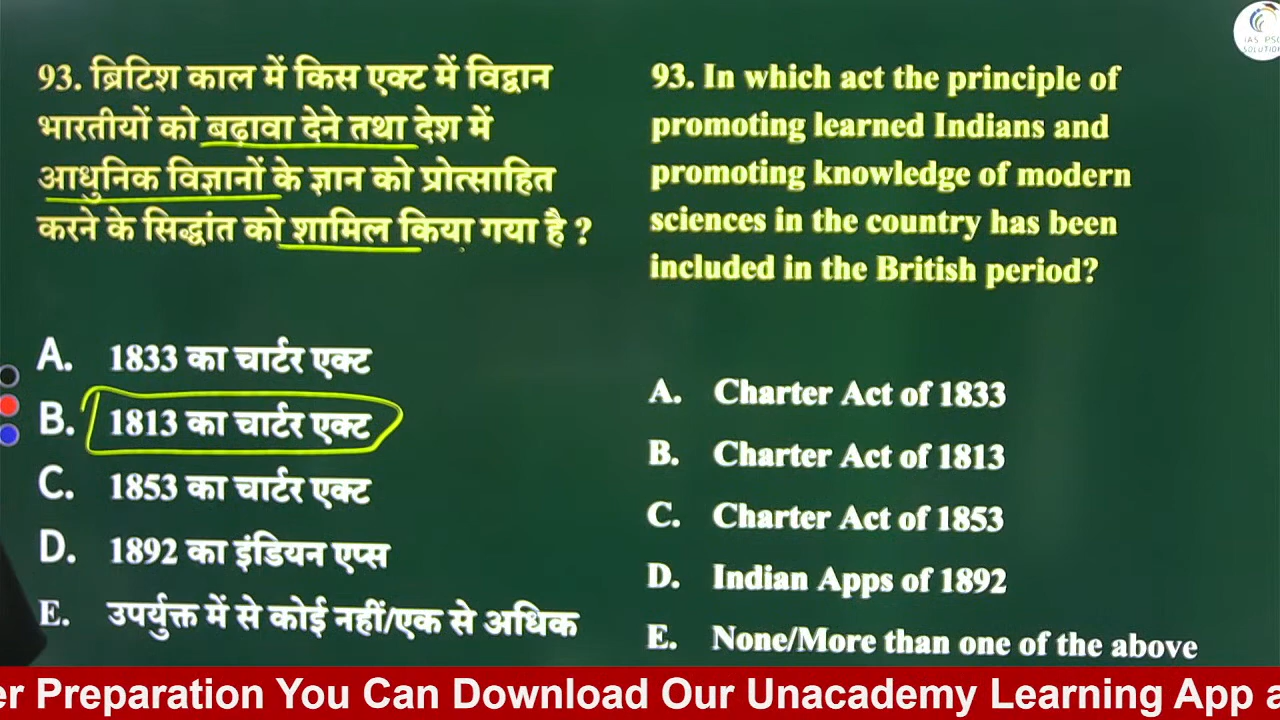 93. ब्रिटिश काल में किस एक्ट में विद्वान
भारतीयों को बढ़ावा देने तथा देश में
आधुनिक विज्ञानों के ज्ञान को प्रोत्साहित
करने के सिद्धांत को शामिल किया गया है ?
A. 1833 का चार्टर एक्ट
B. 1813 का चार्टर एक्ट
C. 1853 का चार्टर एक्ट
D. 1892 का इंडियन एप्स
E. उपर्युक्त में से कोई नहीं/एक से अधिक
93. In which act the principle of
promoting learned Indians and
promoting knowledge of modern
sciences in the country has been
included in the British period?
A. Charter Act of 1833
B. Charter Act of 1813
C. Charter Act of 1853
D. Indian Apps of 1892
E. None/More than one of the above
IAS PSC
SOLUTION
er Preparation You Can Download Our Unacademy Learning App a